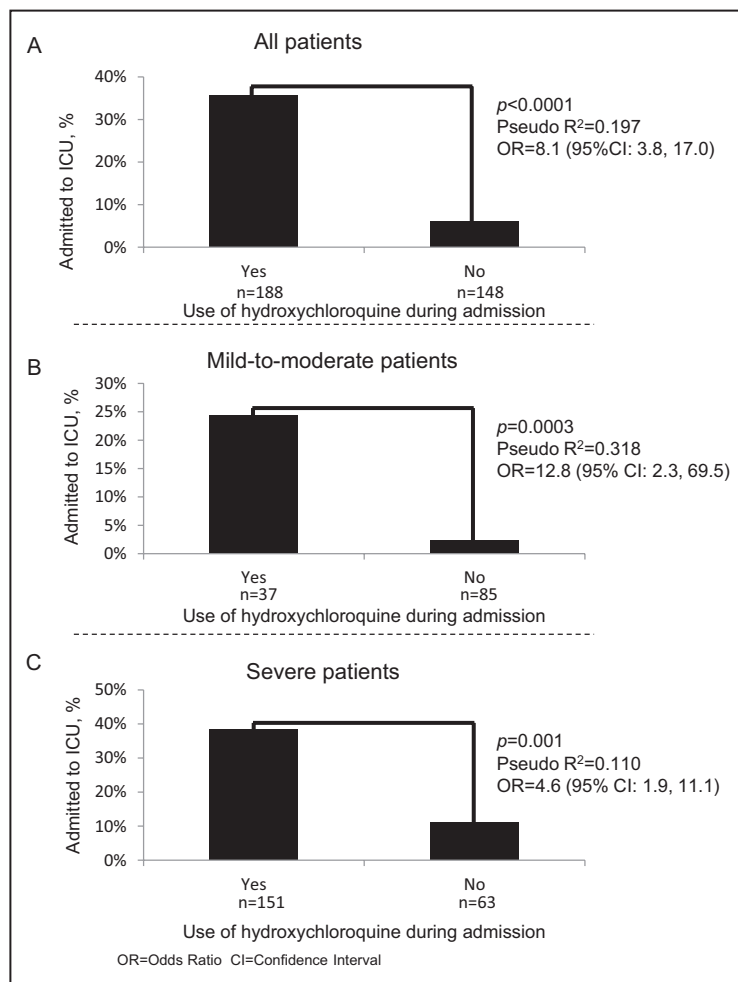 A
All patients
Admitted to ICU, %
40%
30%
20%
10%
0%
p<0.0001
Pseudo R²=0.197
OR=8.1 (95%CI: 3.8, 17.0)
Yes No
n=188 n=148
Use of hydroxychloroquine during admission
B
Mild-to-moderate patients
Admitted to ICU, %
30%
25%
20%
15%
10%
5%
0%
p=0.0003
Pseudo R²=0.318
OR=12.8 (95% CI: 2.3, 69.5)
Yes No
n=37 n=85
Use of hydroxychloroquine during admission
C
Severe patients
Admitted to ICU, %
50%
40%
30%
20%
10%
0%
p=0.001
Pseudo R²=0.110
OR=4.6 (95% CI: 1.9, 11.1)
Yes No
n=151 n=63
Use of hydroxychloroquine during admission
OR=Odds Ratio CI=Confidence Interval